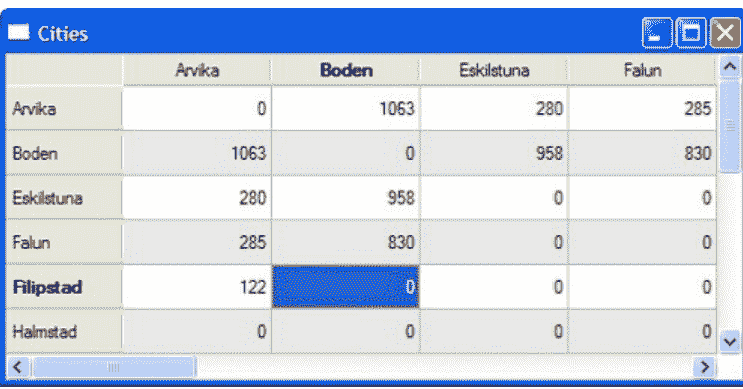 Cities
Arvika Boden Eskilstuna Falun
Arvika 0 1063 280 285
Boden 1063 0 958 830
Eskilstuna 280 958 0 0
Falun 285 830 0 0
Filipstad 122 0 0 0
Halmstad 0 0 0 0